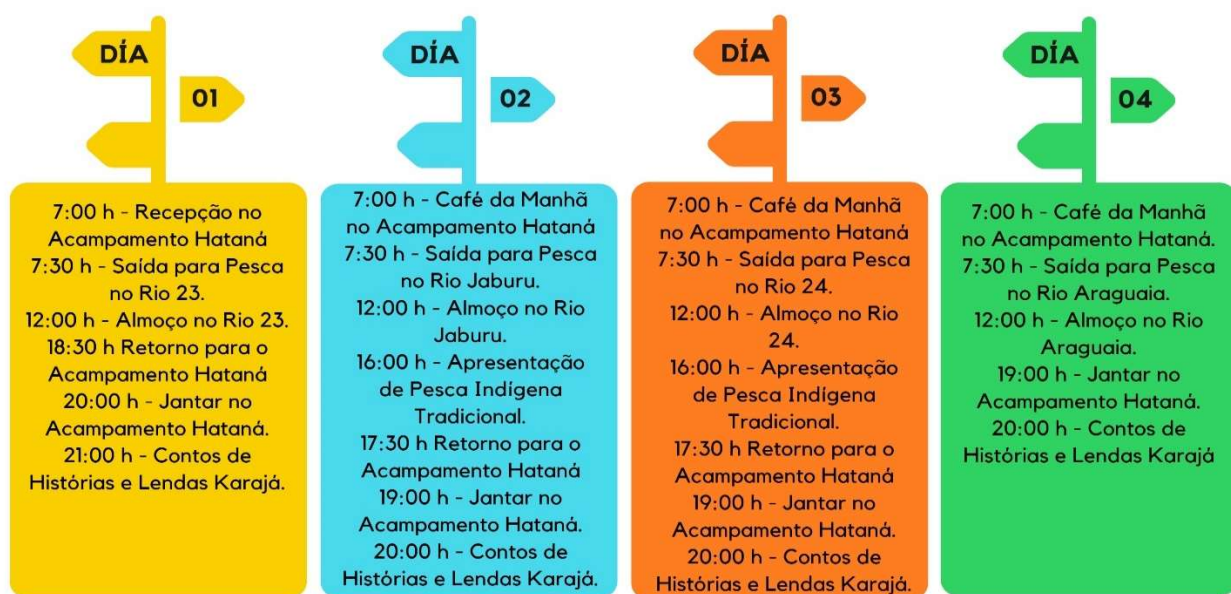 DÍA
01
7:00 h - Recepção no
Acampamento Hataná
7:30 h - Saída para Pesca
no Rio 23.
12:00 h - Almoço no Rio 23.
18:30 h Retorno para o
Acampamento Hataná
20:00 h - Jantar no
Acampamento Hataná.
21:00 h - Contos de
Histórias e Lendas Karajá.
DÍA
02
7:00 h - Café da Manhã
no Acampamento Hataná
7:30 h - Saída para Pesca
no Rio Jaburu.
12:00 h - Almoço no Rio
Jaburu.
16:00 h - Apresentação
de Pesca Indígena
Tradicional.
17:30 h Retorno para o
Acampamento Hataná
19:00 h - Jantar no
Acampamento Hataná.
20:00 h - Contos de
Histórias e Lendas Karajá.
DÍA
03
7:00 h - Café da Manhã
no Acampamento Hataná
7:30 h - Saída para Pesca
no Rio 24.
12:00 h - Almoço no Rio
24.
16:00 h - Apresentação
de Pesca Indígena
Tradicional.
17:30 h Retorno para o
Acampamento Hataná
19:00 h - Jantar no
Acampamento Hataná.
20:00 h - Contos de
Histórias e Lendas Karajá.
DÍA
04
7:00 h - Café da Manhã
no Acampamento Hataná.
7:30 h - Saída para Pesca
no Rio Araguaia.
12:00 h - Almoço no Rio
Araguaia.
19:00 h - Jantar no
Acampamento Hataná.
20:00 h - Contos de
Histórias e Lendas Karajá